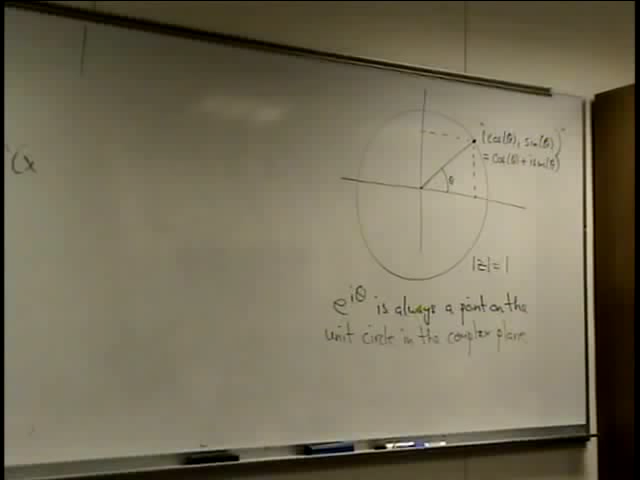 (x
"(cos(θ), sin(θ))"
= cos(θ) + i sin(θ)
θ
|z| = 1
e^{iθ} is always a point on the
unit circle in the complex plane